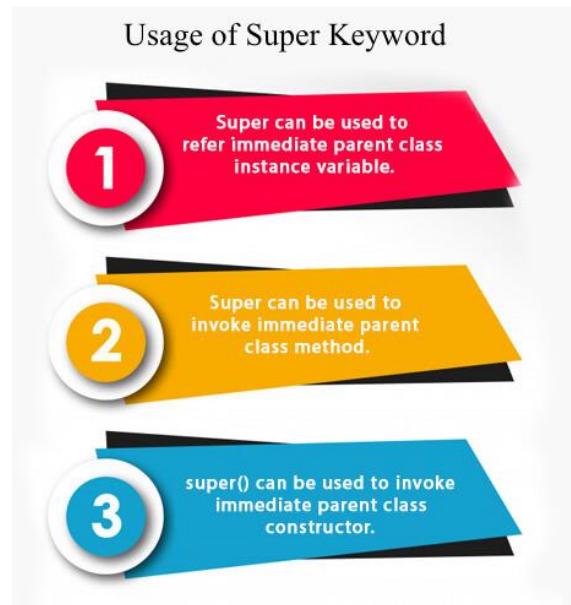 Usage of Super Keyword
1
Super can be used to
refer immediate parent class
instance variable.
2
Super can be used to
invoke immediate parent
class method.
3
super() can be used to invoke
immediate parent class
constructor.